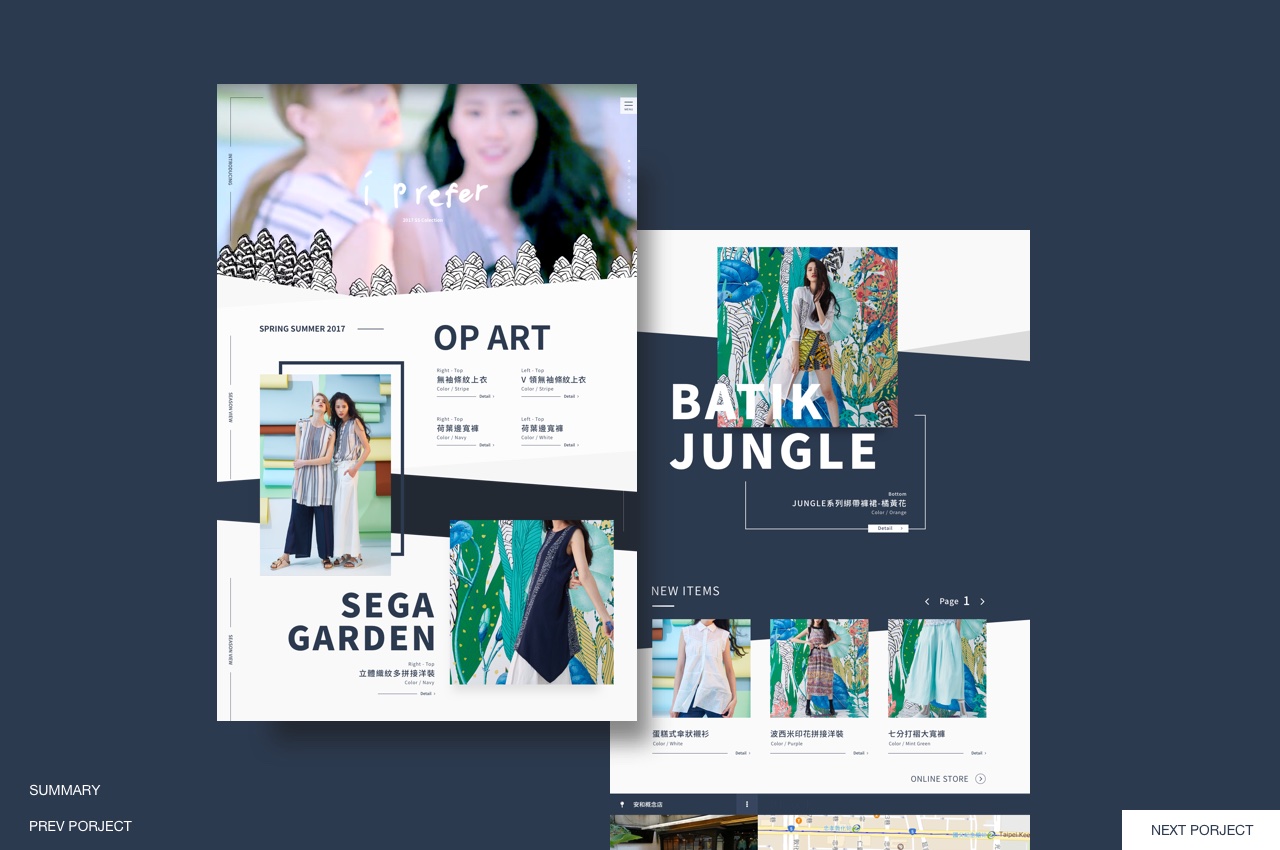 MENU
INTRODUCING
i prefer
2017 SS Collection
SPRING SUMMER 2017
OP ART
Right - Top
無袖條紋上衣
Color / Stripe
Detail ›
Left - Top
V 領無袖條紋上衣
Color / Stripe
Detail ›
Right - Top
荷葉邊寬褲
Color / Navy
Detail ›
Left - Top
荷葉邊寬褲
Color / White
Detail ›
SEASON VIEW
SEGA
GARDEN
Right - Top
立體織紋多拼接洋裝
Color / Navy
Detail ›
SEASON VIEW
BATIK
JUNGLE
Bottom
JUNGLE系列綁帶褲裙-橘黃花
Color / Orange
Detail ›
NEW ITEMS
‹ Page 1 ›
蛋糕式傘狀襯衫
Color / White
Detail ›
波西米印花拼接洋裝
Color / Purple
Detail ›
七分打褶大寬褲
Color / Mint Green
Detail ›
ONLINE STORE
安和概念店
SUMMARY
PREV PORJECT
NEXT PORJECT